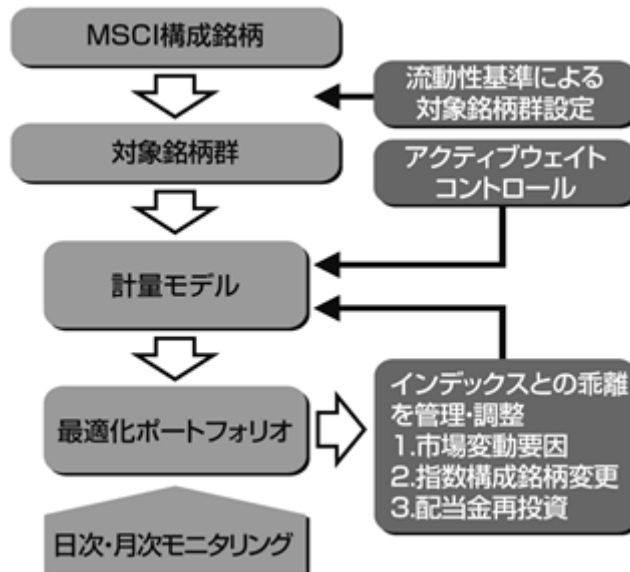 MSCI構成銘柄
流動性基準による
対象銘柄群設定
対象銘柄群
アクティブウェイト
コントロール
計量モデル
最適化ポートフォリオ
インデックスとの乖離
を管理・調整
1.市場変動要因
2.指数構成銘柄変更
3.配当金再投資
日次・月次モニタリング